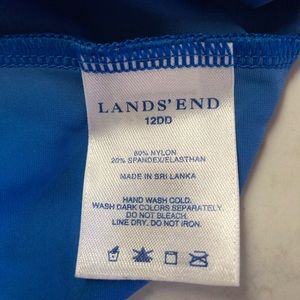 LANDS' END
12DD
80% NYLON
20% SPANDEX/ELASTHAN
MADE IN SRI LANKA
HAND WASH COLD.
WASH DARK COLORS SEPARATELY.
DO NOT BLEACH.
LINE DRY. DO NOT IRON.